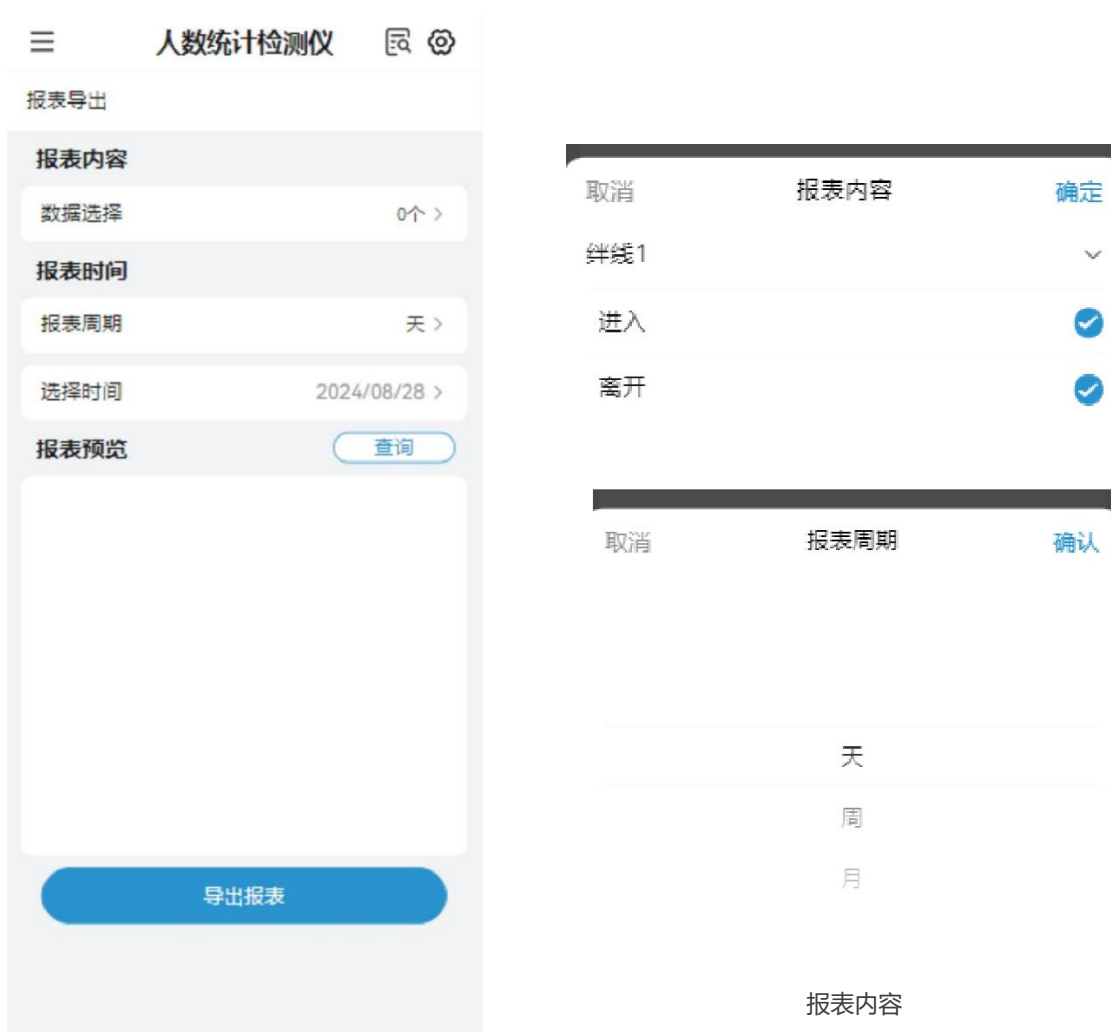 人数统计检测仪
报表导出
报表内容
数据选择 0个 >
报表时间
报表周期 天 >
选择时间 2024/08/28 >
报表预览 查询
导出报表
取消 报表内容 确定
绊线1
进入
离开
取消 报表周期 确认
天
周
月
报表内容